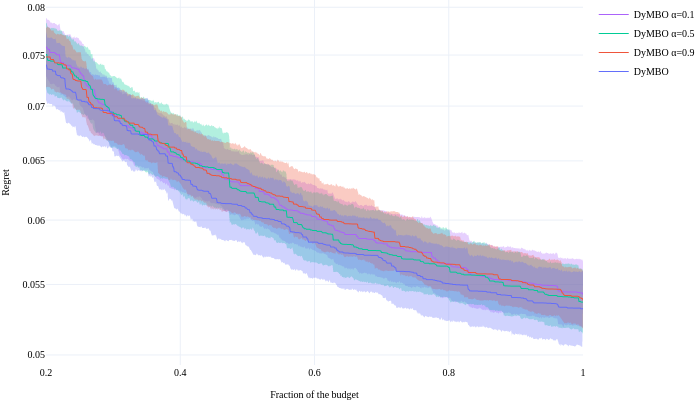 0.08
0.075
0.07
0.065
0.06
0.055
0.05
Regret
0.2
0.4
0.6
0.8
1
Fraction of the budget
DyMBO α=0.1
DyMBO α=0.5
DyMBO α=0.9
DyMBO